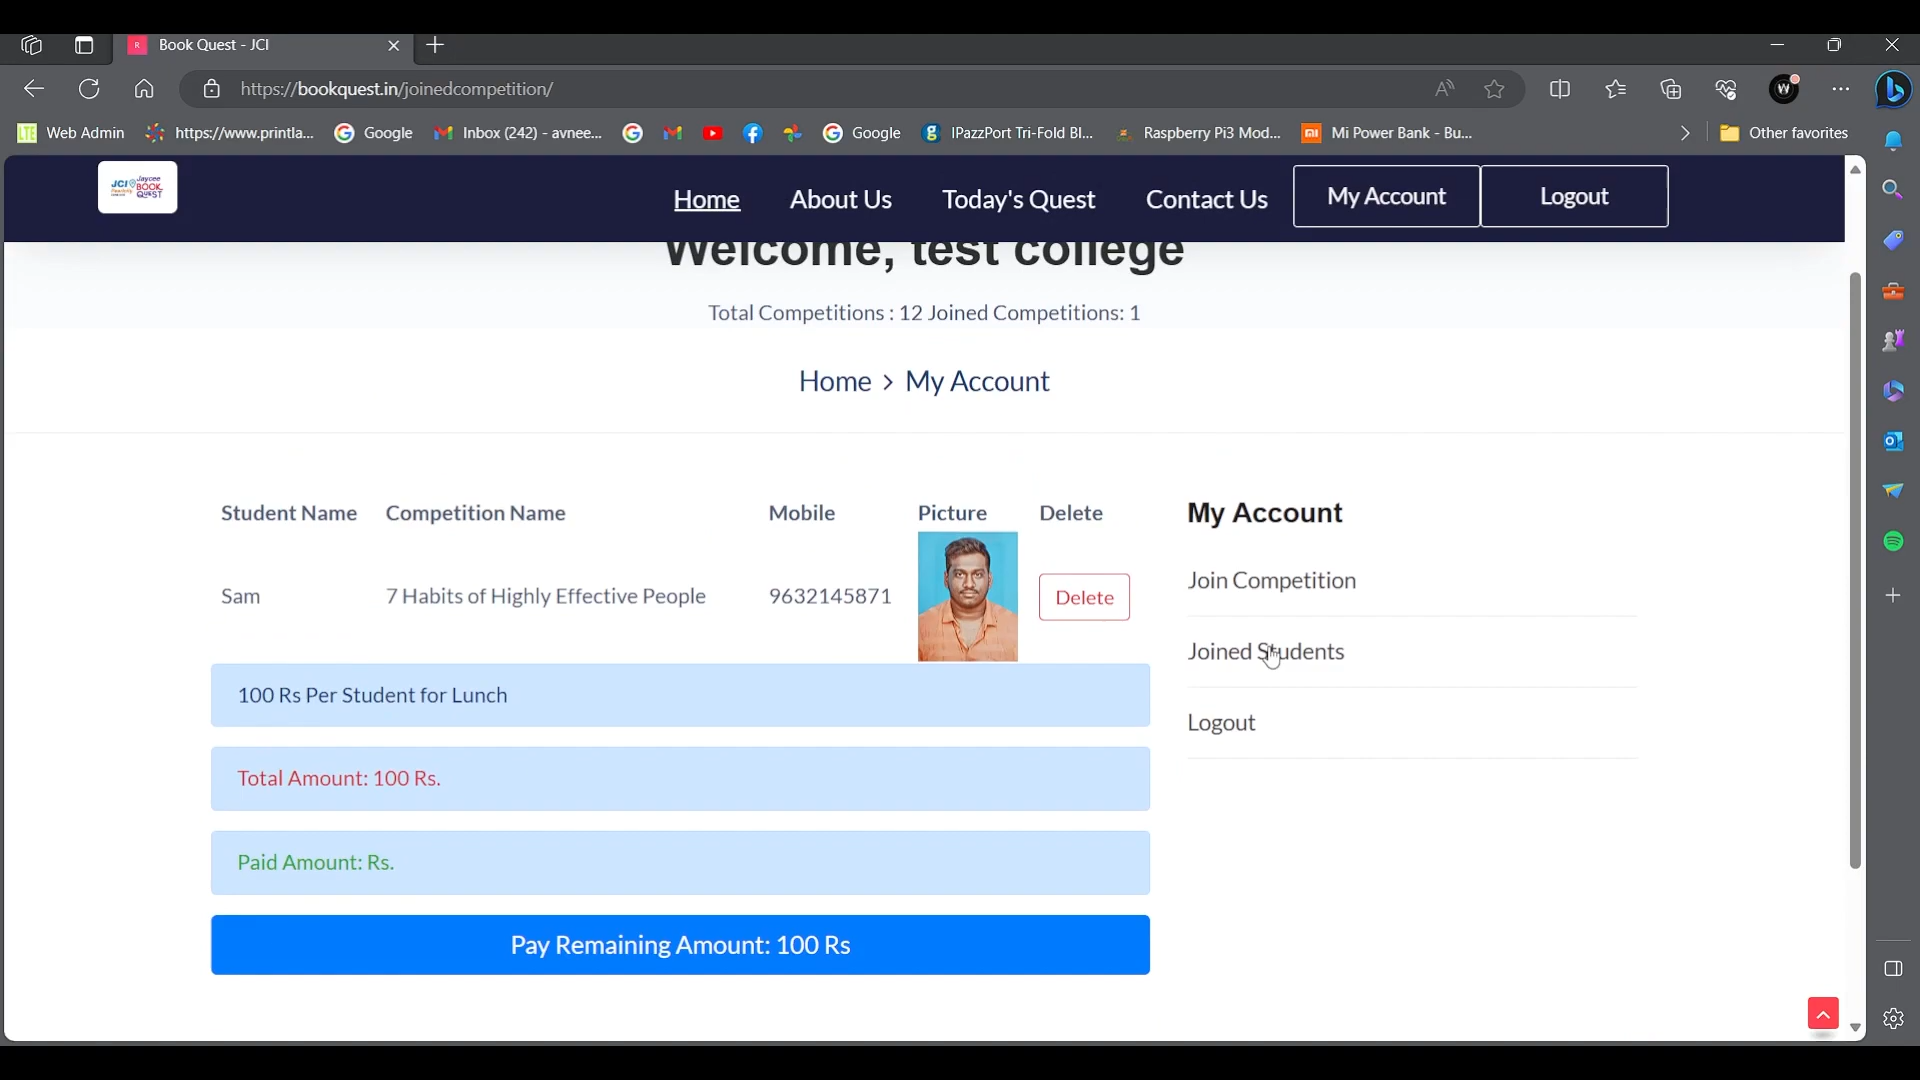 Book Quest - JCI
https://bookquest.in/joinedcompetition/
Web Admin
https://www.printla...
Google
Inbox (242) - avnee...
Google
IPazzPort Tri-Fold Bl...
Raspberry Pi3 Mod...
Mi Power Bank - Bu...
Other favorites
JCI
Jaycee
BOOK
QUEST
Home
About Us
Today's Quest
Contact Us
My Account
Logout
Welcome, test college
Total Competitions : 12 Joined Competitions: 1
Home > My Account
Student Name Competition Name Mobile Picture Delete
Sam 7 Habits of Highly Effective People 9632145871 Delete
100 Rs Per Student for Lunch
Total Amount: 100 Rs.
Paid Amount: Rs.
Pay Remaining Amount: 100 Rs
My Account
Join Competition
Joined Students
Logout